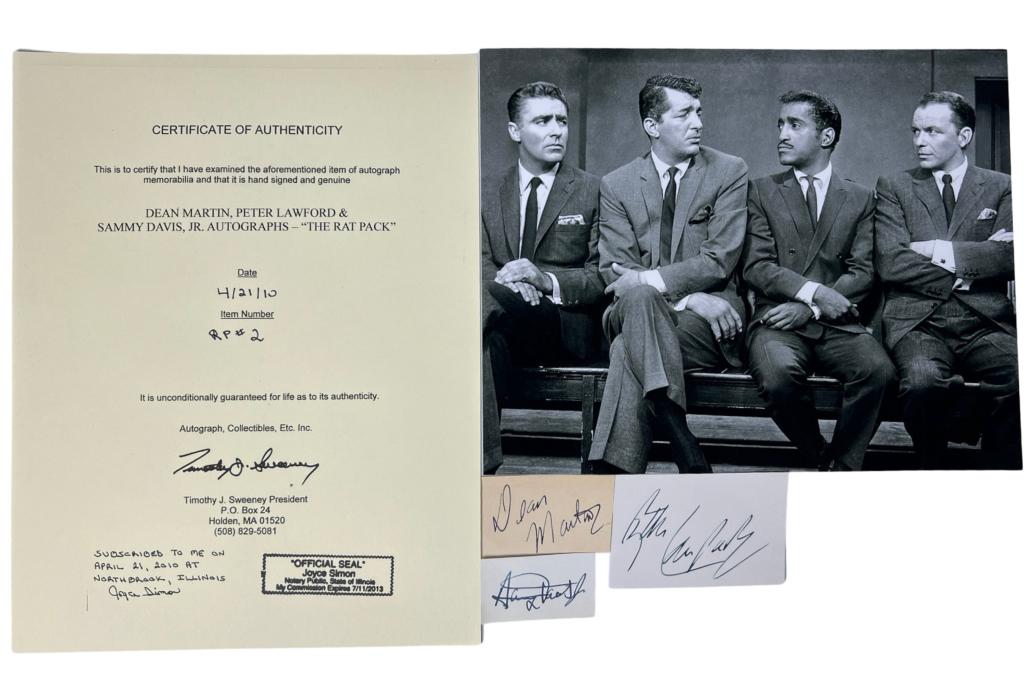 CERTIFICATE OF AUTHENTICITY
This is to certify that I have examined the aforementioned item of autograph
memorabilia and that it is hand signed and genuine
DEAN MARTIN, PETER LAWFORD &
SAMMY DAVIS, JR. AUTOGRAPHS – "THE RAT PACK"
Date
4/21/10
Item Number
RP# 2
It is unconditionally guaranteed for life as to its authenticity.
Autograph, Collectibles, Etc. Inc.
Timothy J. Sweeney
Timothy J. Sweeney President
P.O. Box 24
Holden, MA 01520
(508) 829-5081
SUBSCRIBED TO ME ON
APRIL 21, 2010 AT
NORTHBROOK, ILLINOIS
Joyce Simon
"OFFICIAL SEAL"
Joyce Simon
Notary Public, State of Illinois
My Commission Expires 7/11/2013
Dean
Martin